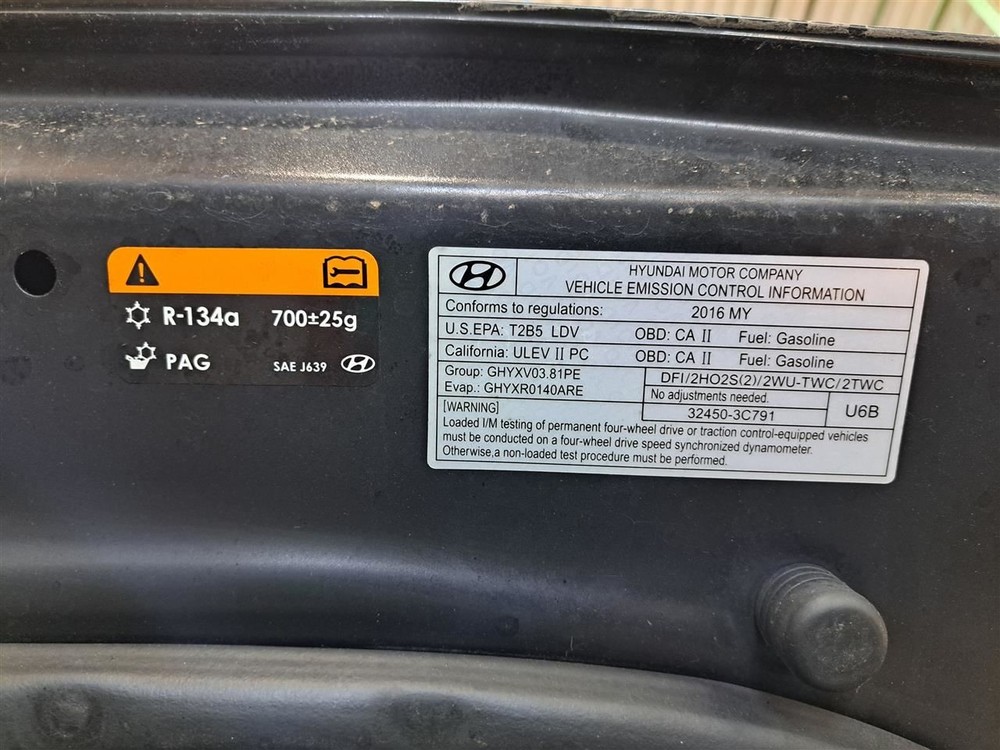 R-134a 700±25g
PAG SAE J639
HYUNDAI MOTOR COMPANY
VEHICLE EMISSION CONTROL INFORMATION
Conforms to regulations: 2016 MY
U.S.EPA: T2B5 LDV OBD: CA II Fuel: Gasoline
California: ULEV II PC OBD: CA II Fuel: Gasoline
Group: GHYXV03.81PE
Evap.: GHYXR0140ARE
DFI/2HO2S(2)/2WU-TWC/2TWC
No adjustments needed.
32450-3C791
U6B
[WARNING]
Loaded I/M testing of permanent four-wheel drive or traction control-equipped vehicles
must be conducted on a four-wheel drive speed synchronized dynamometer.
Otherwise,a non-loaded test procedure must be performed.